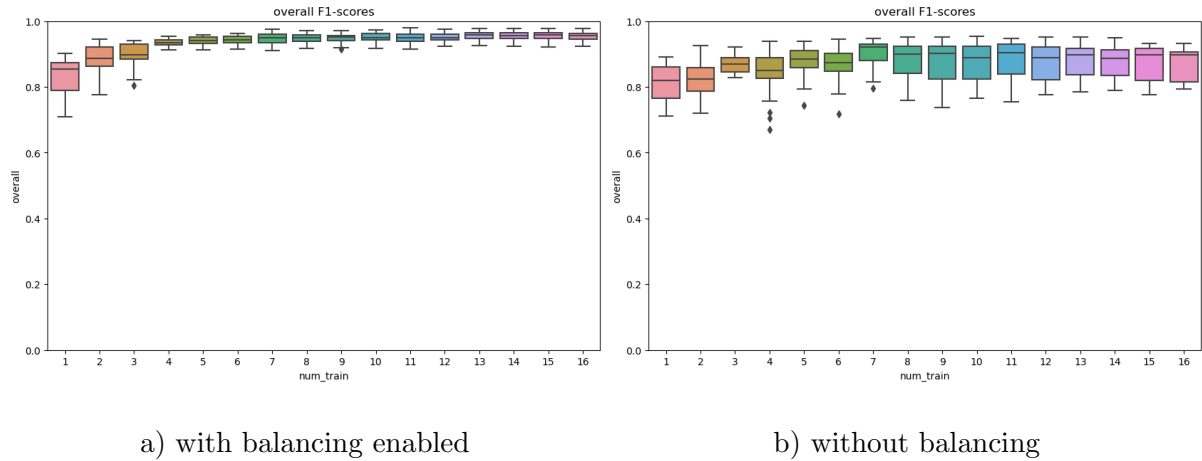 overall F1-scores
1.0
0.8
0.6
0.4
0.2
0.0
overall
1 2 3 4 5 6 7 8 9 10 11 12 13 14 15 16
num_train
a) with balancing enabled
overall F1-scores
1.0
0.8
0.6
0.4
0.2
0.0
overall
1 2 3 4 5 6 7 8 9 10 11 12 13 14 15 16
num_train
b) without balancing